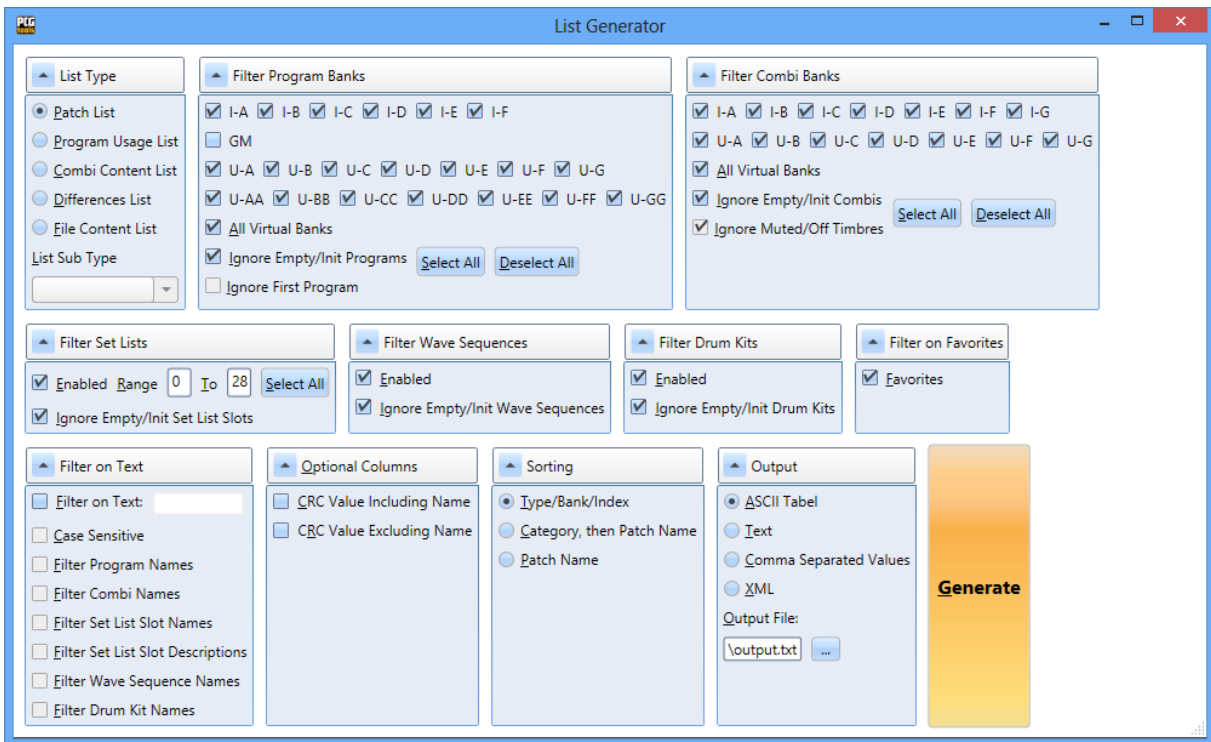 PCG
TOOLS
List Generator
List Type
Patch List
Program Usage List
Combi Content List
Differences List
File Content List
List Sub Type
Filter Program Banks
I-A I-B I-C I-D I-E I-F
GM
U-A U-B U-C U-D U-E U-F U-G
U-AA U-BB U-CC U-DD U-EE U-FF U-GG
All Virtual Banks
Ignore Empty/Init Programs Select All Deselect All
Ignore First Program
Filter Combi Banks
I-A I-B I-C I-D I-E I-F I-G
U-A U-B U-C U-D U-E U-F U-G
All Virtual Banks
Ignore Empty/Init Combis
Select All Deselect All
Ignore Muted/Off Timbres
Filter Set Lists
Enabled Range 0 To 28 Select All
Ignore Empty/Init Set List Slots
Filter Wave Sequences
Enabled
Ignore Empty/Init Wave Sequences
Filter Drum Kits
Enabled
Ignore Empty/Init Drum Kits
Filter on Favorites
Favorites
Filter on Text
Filter on Text:
Case Sensitive
Filter Program Names
Filter Combi Names
Filter Set List Slot Names
Filter Set List Slot Descriptions
Filter Wave Sequence Names
Filter Drum Kit Names
Optional Columns
CRC Value Including Name
CRC Value Excluding Name
Sorting
Type/Bank/Index
Category, then Patch Name
Patch Name
Output
ASCII Tabel
Text
Comma Separated Values
XML
Output File:
\output.txt ...
Generate